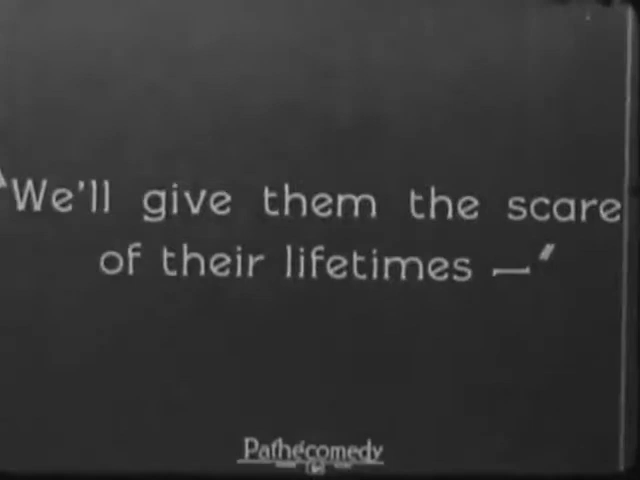 "We'll give them the scare
of their lifetimes —"
Pathécomedy